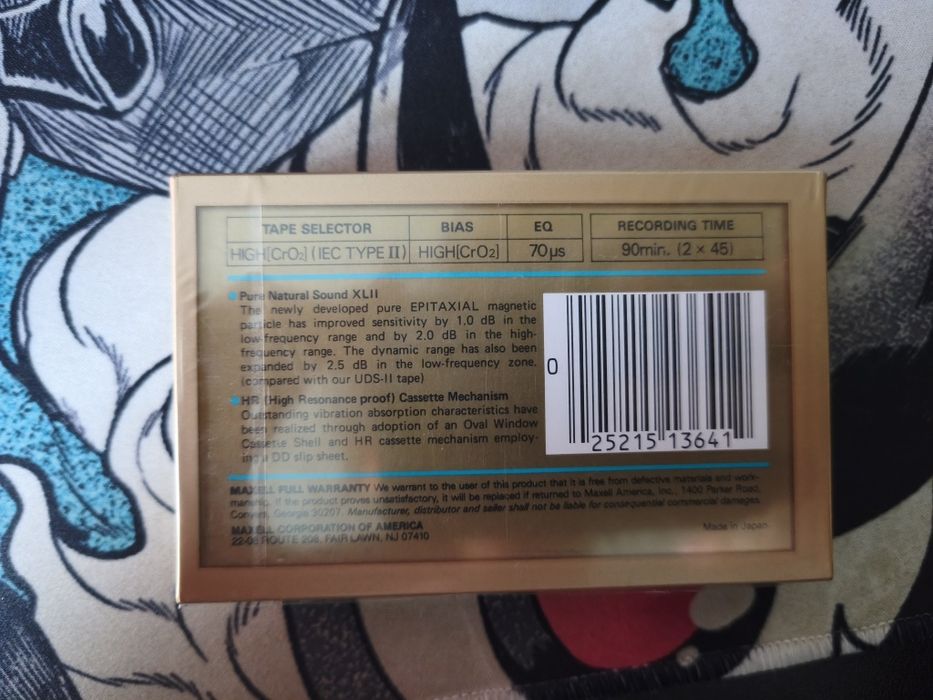 TAPE SELECTOR BIAS EQ RECORDING TIME
HIGH[CrO₂] (IEC TYPE II) HIGH[CrO₂] 70μs 90min. (2 × 45)
Pure Natural Sound XLII
The newly developed pure EPITAXIAL magnetic
particle has improved sensitivity by 1.0 dB in the
low-frequency range and by 2.0 dB in the high-
frequency range. The dynamic range has also been
expanded by 2.5 dB in the low-frequency zone.
(compared with our UDS-II tape)
HR (High Resonance proof) Cassette Mechanism
Outstanding vibration absorption characteristics have
been realized through adoption of an Oval Window
Cassette Shell and HR cassette mechanism employ-
ing a DD slip sheet.
0 25215 13641
MAXELL FULL WARRANTY We warrant to the user of this product that it is free from defective materials and work-
manship. If the product proves unsatisfactory, it will be replaced if returned to Maxell America, Inc., 1400 Parker Road,
Conyers, Georgia 30207. Manufacturer, distributor and seller shall not be liable for consequential commercial damages.
MAXELL CORPORATION OF AMERICA
22-08 ROUTE 208, FAIR LAWN, NJ 07410
Made in Japan